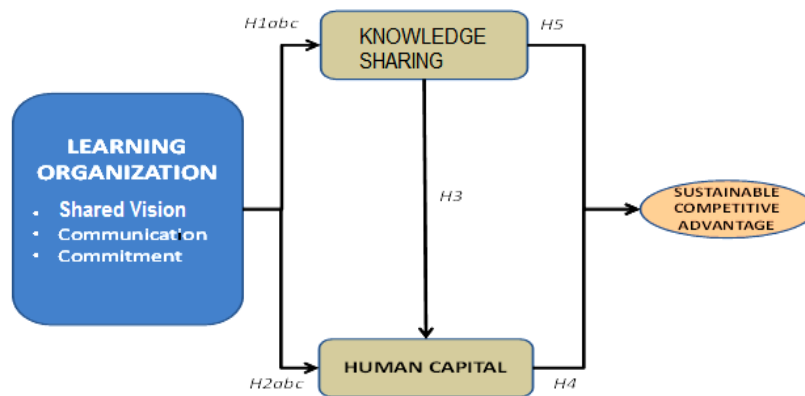 H1abc
KNOWLEDGE
SHARING
H5
LEARNING
ORGANIZATION
• Shared Vision
• Communication
• Commitment
H3
SUSTAINABLE
COMPETITIVE
ADVANTAGE
HUMAN CAPITAL
H2abc
H4